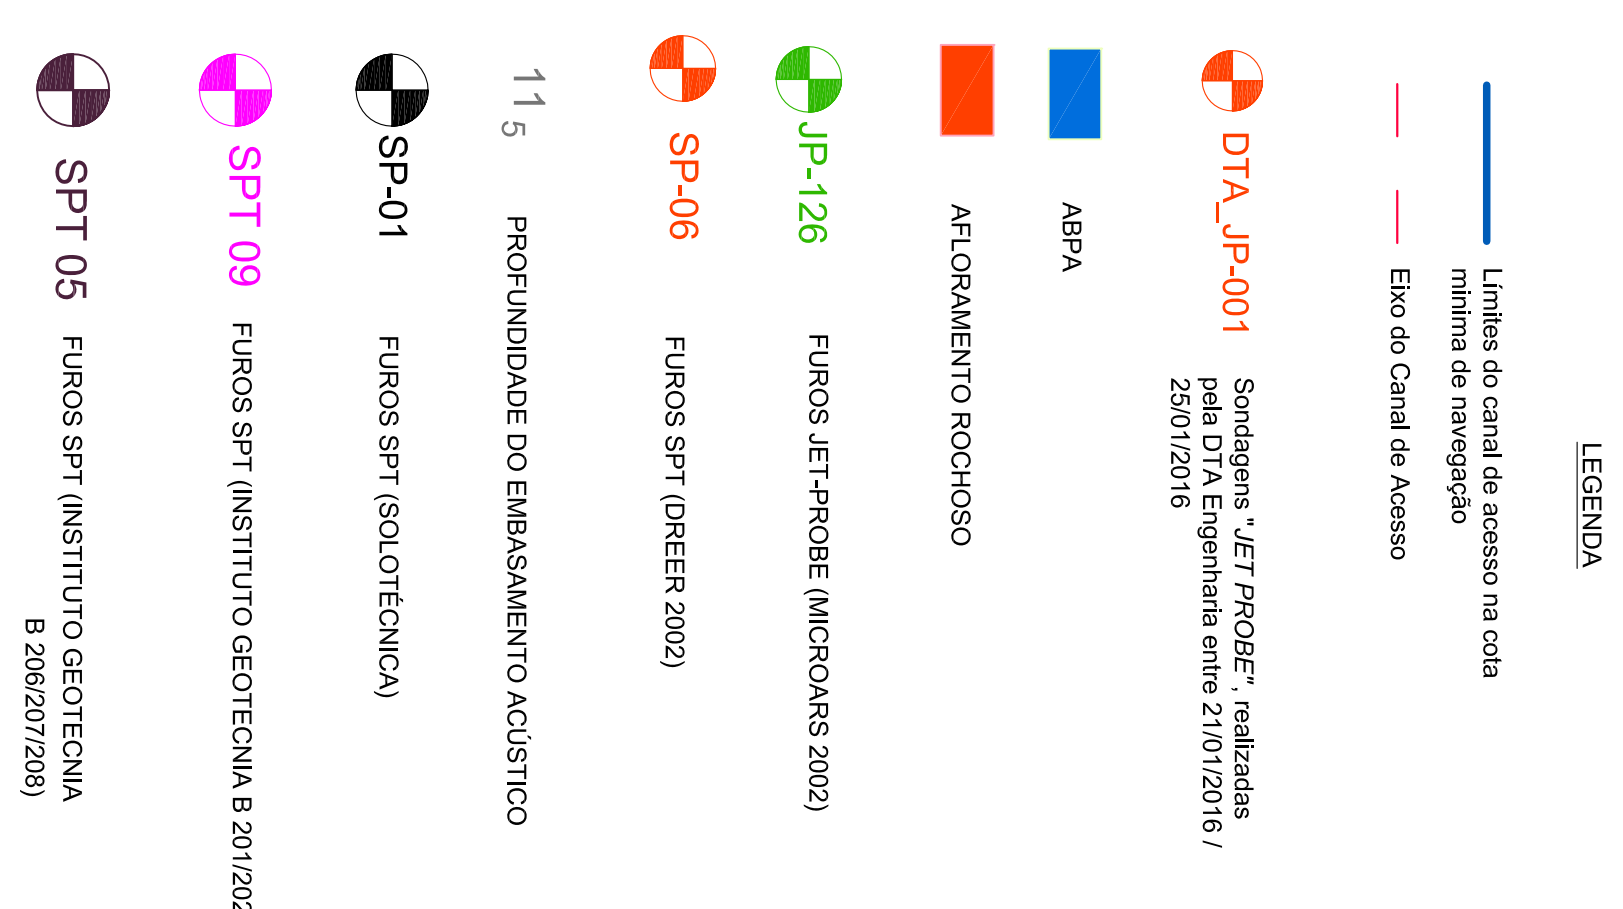 LEGENDA
Límites do canal de acesso na cota
minima de navegação
Eixo do Canal de Acesso
DTA_JP-001
Sondagens "JET PROBE", realizadas
pela DTA Engenharia entre 21/01/2016 /
25/01/2016
ABPA
AFLORAMENTO ROCHOSO
JP-126
FUROS JET-PROBE (MICROARS 2002)
SP-06
FUROS SPT (DREER 2002)
11 5
PROFUNDIDADE DO EMBASAMENTO ACÚSTICO
SP-01
FUROS SPT (SOLOTÉCNICA)
SPT 09
FUROS SPT (INSTITUTO GEOTECNIA B 201/202
SPT 05
FUROS SPT (INSTITUTO GEOTECNIA
B 206/207/208)